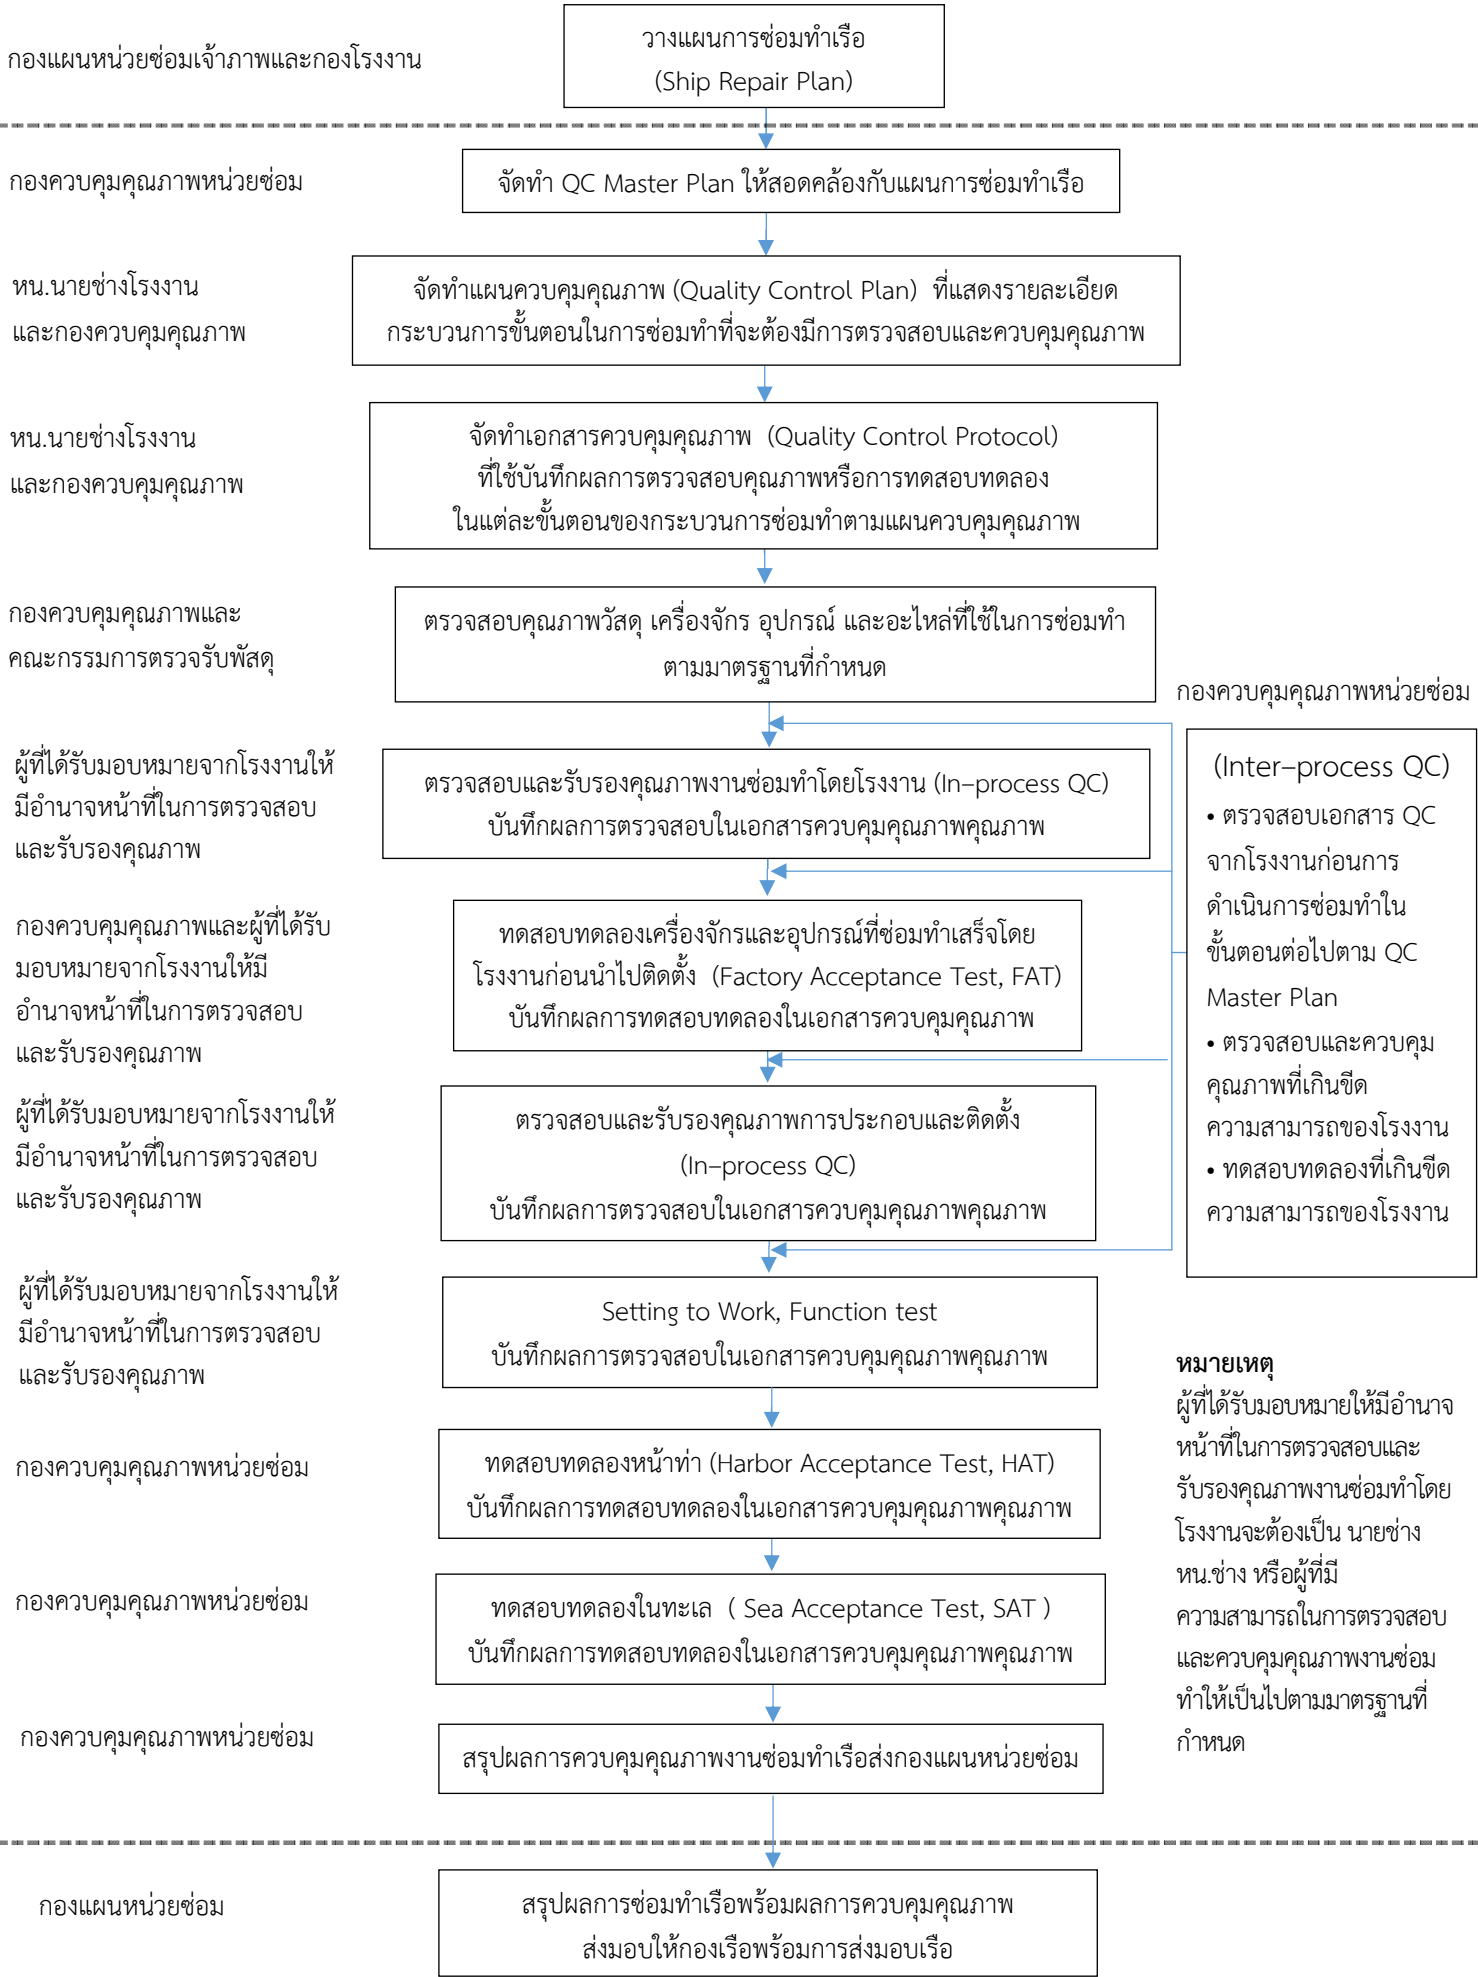 กองแผนหน่วยซ่อมเจ้าภาพและกองโรงงาน
วางแผนการซ่อมทำเรือ
(Ship Repair Plan)
กองควบคุมคุณภาพหน่วยซ่อม
จัดทำ QC Master Plan ให้สอดคล้องกับแผนการซ่อมทำเรือ
หน.นายช่างโรงงาน
และกองควบคุมคุณภาพ
จัดทำแผนควบคุมคุณภาพ (Quality Control Plan) ที่แสดงรายละเอียด
กระบวนการขั้นตอนในการซ่อมทำที่จะต้องมีการตรวจสอบและควบคุมคุณภาพ
หน.นายช่างโรงงาน
และกองควบคุมคุณภาพ
จัดทำเอกสารควบคุมคุณภาพ (Quality Control Protocol)
ที่ใช้บันทึกผลการตรวจสอบคุณภาพหรือการทดสอบทดลอง
ในแต่ละขั้นตอนของกระบวนการซ่อมทำตามแผนควบคุมคุณภาพ
กองควบคุมคุณภาพและ
คณะกรรมการตรวจรับพัสดุ
ตรวจสอบคุณภาพวัสดุ เครื่องจักร อุปกรณ์ และอะไหล่ที่ใช้ในการซ่อมทำ
ตามมาตรฐานที่กำหนด
กองควบคุมคุณภาพหน่วยซ่อม
(Inter–process QC)
• ตรวจสอบเอกสาร QC
จากโรงงานก่อนการ
ดำเนินการซ่อมทำใน
ขั้นตอนต่อไปตาม QC
Master Plan
• ตรวจสอบและควบคุม
คุณภาพที่เกินขีด
ความสามารถของโรงงาน
• ทดสอบทดลองที่เกินขีด
ความสามารถของโรงงาน
ผู้ที่ได้รับมอบหมายจากโรงงานให้
มีอำนาจหน้าที่ในการตรวจสอบ
และรับรองคุณภาพ
ตรวจสอบและรับรองคุณภาพงานซ่อมทำโดยโรงงาน (In–process QC)
บันทึกผลการตรวจสอบในเอกสารควบคุมคุณภาพคุณภาพ
กองควบคุมคุณภาพและผู้ที่ได้รับ
มอบหมายจากโรงงานให้มี
อำนาจหน้าที่ในการตรวจสอบ
และรับรองคุณภาพ
ทดสอบทดลองเครื่องจักรและอุปกรณ์ที่ซ่อมทำเสร็จโดย
โรงงานก่อนนำไปติดตั้ง (Factory Acceptance Test, FAT)
บันทึกผลการทดสอบทดลองในเอกสารควบคุมคุณภาพ
ผู้ที่ได้รับมอบหมายจากโรงงานให้
มีอำนาจหน้าที่ในการตรวจสอบ
และรับรองคุณภาพ
ตรวจสอบและรับรองคุณภาพการประกอบและติดตั้ง
(In–process QC)
บันทึกผลการตรวจสอบในเอกสารควบคุมคุณภาพคุณภาพ
ผู้ที่ได้รับมอบหมายจากโรงงานให้
มีอำนาจหน้าที่ในการตรวจสอบ
และรับรองคุณภาพ
Setting to Work, Function test
บันทึกผลการตรวจสอบในเอกสารควบคุมคุณภาพคุณภาพ
หมายเหตุ
ผู้ที่ได้รับมอบหมายให้มีอำนาจ
หน้าที่ในการตรวจสอบและ
รับรองคุณภาพงานซ่อมทำโดย
โรงงานจะต้องเป็น นายช่าง
หน.ช่าง หรือผู้ที่มี
ความสามารถในการตรวจสอบ
และควบคุมคุณภาพงานซ่อม
ทำให้เป็นไปตามมาตรฐานที่
กำหนด
กองควบคุมคุณภาพหน่วยซ่อม
ทดสอบทดลองหน้าท่า (Harbor Acceptance Test, HAT)
บันทึกผลการทดสอบทดลองในเอกสารควบคุมคุณภาพคุณภาพ
กองควบคุมคุณภาพหน่วยซ่อม
ทดสอบทดลองในทะเล ( Sea Acceptance Test, SAT )
บันทึกผลการทดสอบทดลองในเอกสารควบคุมคุณภาพคุณภาพ
กองควบคุมคุณภาพหน่วยซ่อม
สรุปผลการควบคุมคุณภาพงานซ่อมทำเรือส่งกองแผนหน่วยซ่อม
กองแผนหน่วยซ่อม
สรุปผลการซ่อมทำเรือพร้อมผลการควบคุมคุณภาพ
ส่งมอบให้กองเรือพร้อมการส่งมอบเรือ